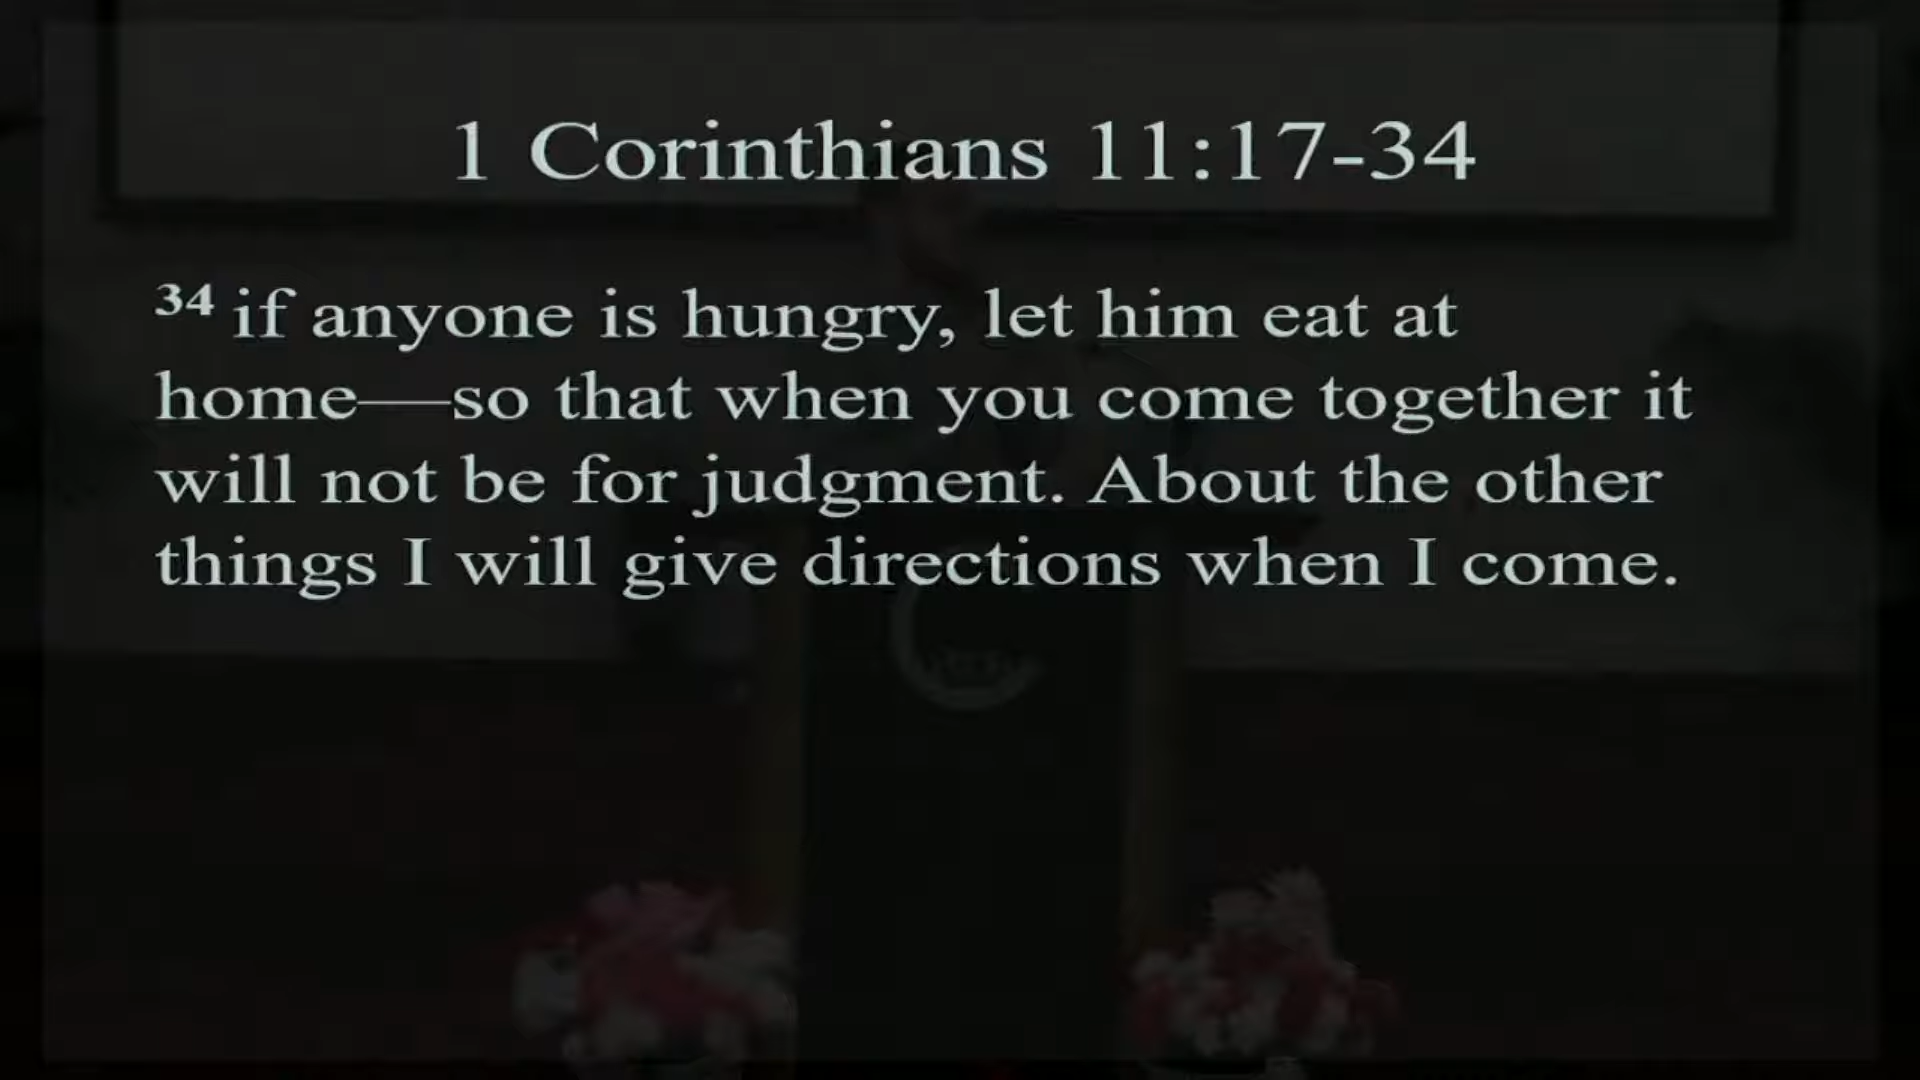 1 Corinthians 11:17-34
34 if anyone is hungry, let him eat at
home—so that when you come together it
will not be for judgment. About the other
things I will give directions when I come.